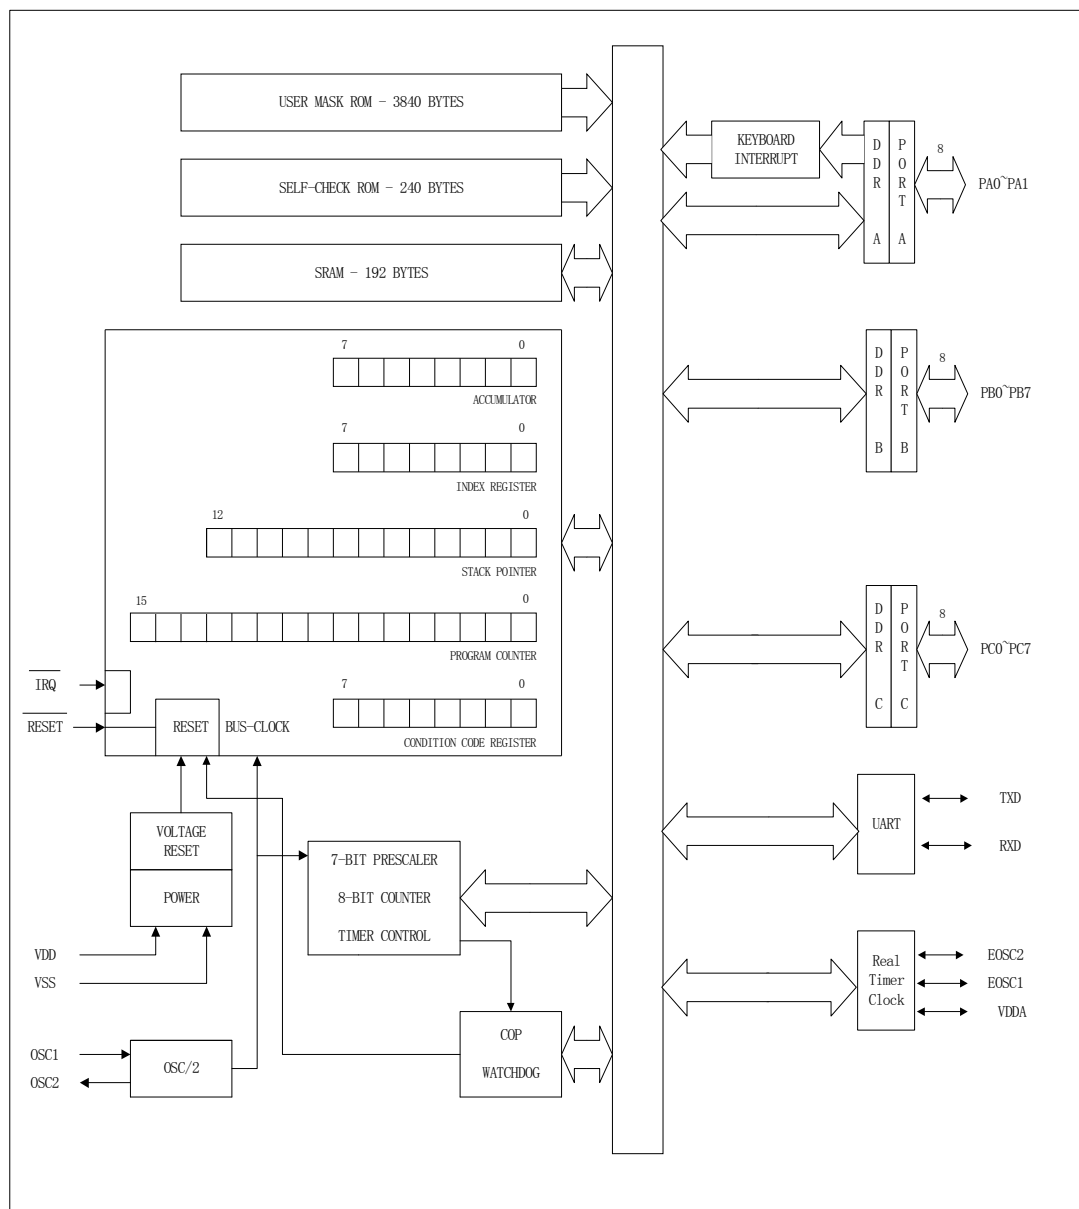 USER MASK ROM - 3840 BYTES
SELF-CHECK ROM - 240 BYTES
SRAM - 192 BYTES
7 0
ACCUMULATOR
7 0
INDEX REGISTER
12 0
STACK POINTER
15 0
PROGRAM COUNTER
7 0
CONDITION CODE REGISTER
IRQ
RESET
RESET
BUS-CLOCK
VOLTAGE
RESET
POWER
VDD
VSS
OSC1
OSC2
OSC/2
7-BIT PRESCALER
8-BIT COUNTER
TIMER CONTROL
COP
WATCHDOG
KEYBOARD
INTERRUPT
DDR A
PORT A
8
PA0~PA1
DDR B
PORT B
8
PB0~PB7
DDR C
PORT C
8
PC0~PC7
UART
TXD
RXD
Real
Timer
Clock
EOSC2
EOSC1
VDDA